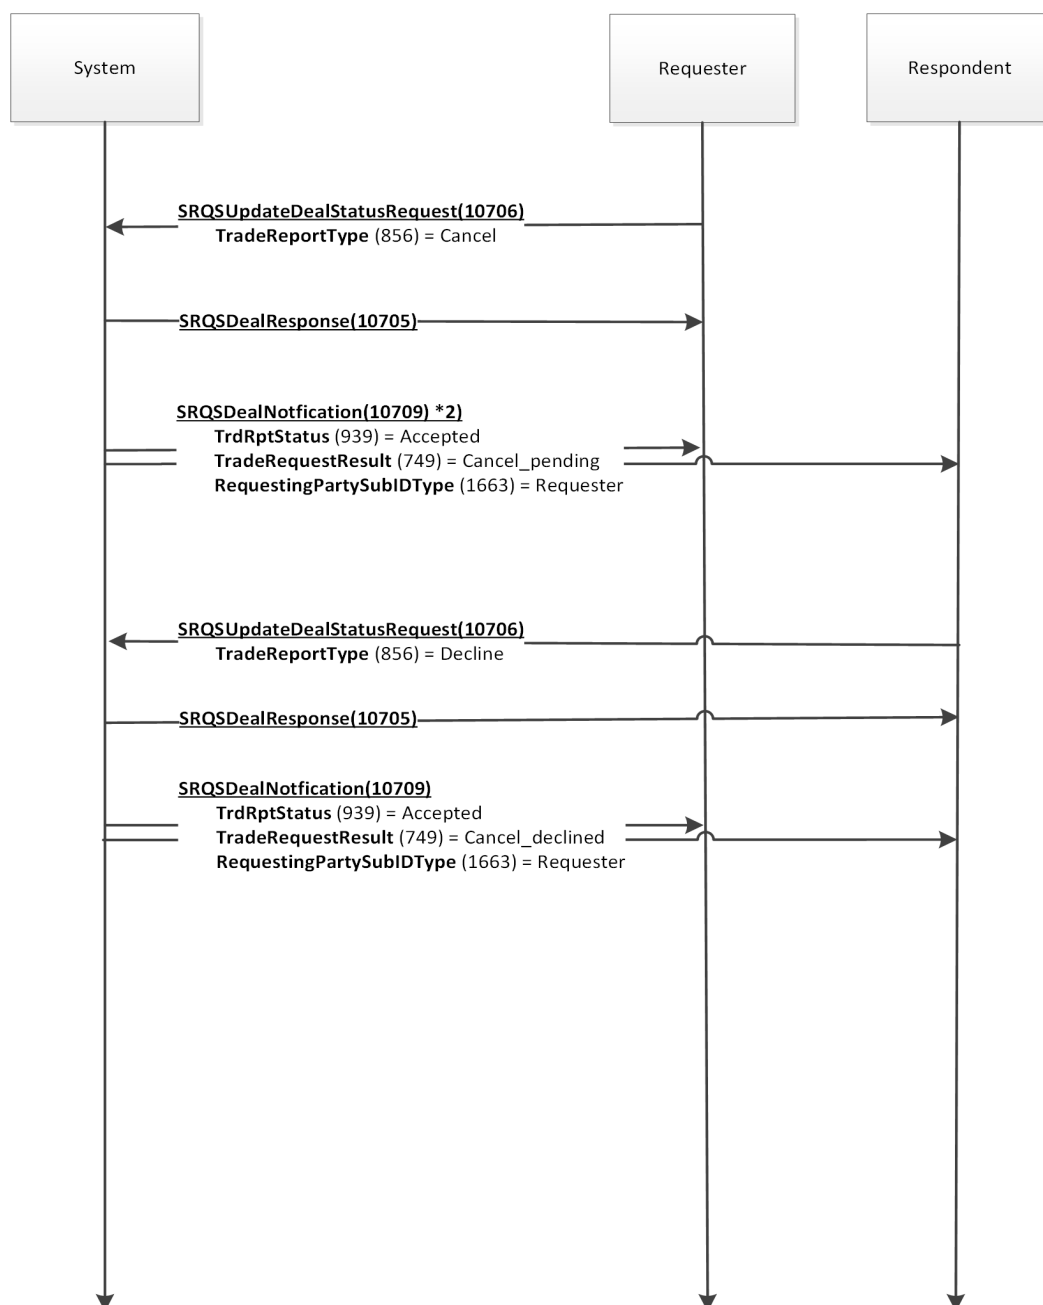 System
Requester
Respondent
SRQSUpdateDealStatusRequest(10706)
TradeReportType (856) = Cancel
SRQSDealResponse(10705)
SRQSDealNotfication(10709) *2)
TrdRptStatus (939) = Accepted
TradeRequestResult (749) = Cancel_pending
RequestingPartySubIDType (1663) = Requester
SRQSUpdateDealStatusRequest(10706)
TradeReportType (856) = Decline
SRQSDealResponse(10705)
SRQSDealNotfication(10709)
TrdRptStatus (939) = Accepted
TradeRequestResult (749) = Cancel_declined
RequestingPartySubIDType (1663) = Requester